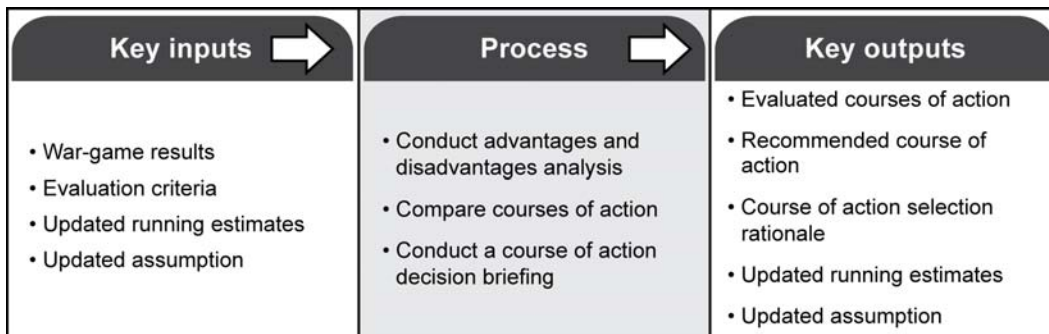 Key inputs
• War-game results
• Evaluation criteria
• Updated running estimates
• Updated assumption
Process
• Conduct advantages and
disadvantages analysis
• Compare courses of action
• Conduct a course of action
decision briefing
Key outputs
• Evaluated courses of action
• Recommended course of
action
• Course of action selection
rationale
• Updated running estimates
• Updated assumption